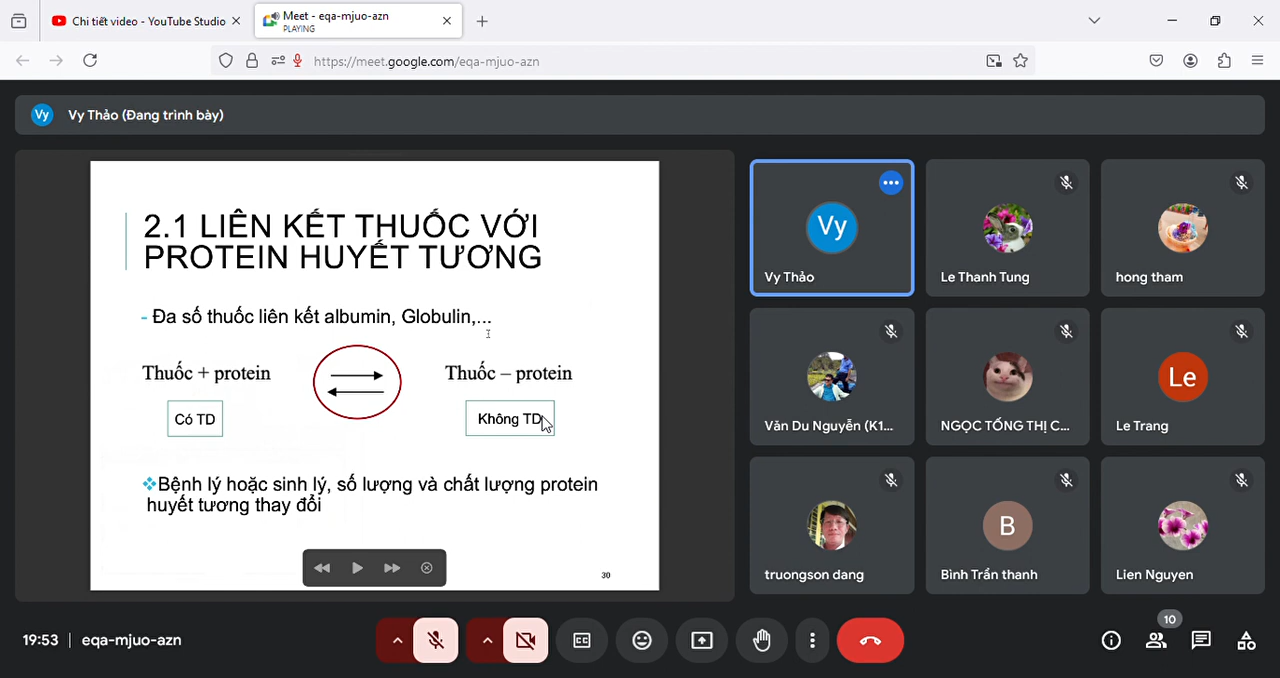 Chi tiết video - YouTube Studio
Meet - eqa-mjuo-azn
PLAYING
https://meet.google.com/eqa-mjuo-azn
Vy
Vy Thảo (Đang trình bày)
2.1 LIÊN KẾT THUỐC VỚI
PROTEIN HUYẾT TƯƠNG
- Đa số thuốc liên kết albumin, Globulin,...
Thuốc + protein
Thuốc – protein
Có TD
Không TD
Bệnh lý hoặc sinh lý, số lượng và chất lượng protein
huyết tương thay đổi
30
Vy
Vy Thảo
Le Thanh Tung
hong tham
Văn Du Nguyễn (K1...
NGỌC TỐNG THỊ C...
Le
Le Trang
truongson dang
B
Bình Trần thanh
Lien Nguyen
19:53
eqa-mjuo-azn
10